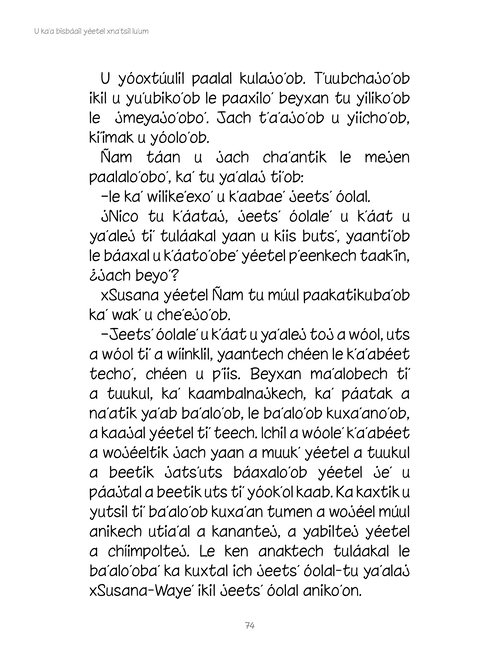 U ka'a bisbáail yéetel xna'tsil lu'um
U yóoxtúulil paalal kulajo'ob. T'uubchajo'ob
ikil u yu'ubiko'ob le paaxilo' beyxan tu yiliko'ob
le jmeyajo'obo'. Jach t'a'ajo'ob u yiicho'ob,
ki'imak u yóolo'ob.
Ñam táan u jach cha'antik le mejen
paalalo'obo', ka' tu ya'alaj ti'ob:
–le ka' wilike'exo' u k'aabae' jeets' óolal.
jNico tu k'áataj, jeets' óolale' u k'áat u
ya'alej ti' tuláakal yaan u kiis buts', yaanti'ob
le báaxal u k'áato'obe' yéetel p'eenkech taak'in,
¿jach beyo'?
xSusana yéetel Ñam tu múul paakatikuba'ob
ka' wak' u che'ejo'ob.
–Jeets' óolale' u k'áat u ya'alej toj a wóol, uts
a wóol ti' a wíinklil, yaantech chéen le k'a'abéet
techo', chéen u p'iis. Beyxan ma'alobech ti'
a tuukul, ka' kaambalnajkech, ka' páatak a
na'atik ya'ab ba'alo'ob, le ba'alo'ob kuxa'ano'ob,
a kaajal yéetel ti' teech. Ichil a wóole' k'a'abéet
a wojéeltik jach yaan a muuk' yéetel a tuukul
a beetik jats'uts báaxalo'ob yéetel je' u
páajtal a beetik uts ti' yóok'ol kaab. Ka kaxtik u
yutsil ti' ba'alo'ob kuxa'an tumen a wojéel múul
anikech utia'al a kanantej, a yabiltej yéetel
a chíimpoltej. Le ken anaktech tuláakal le
ba'alo'oba' ka kuxtal ich jeets' óolal-tu ya'alaj
xSusana-Waye' ikil jeets' óolal aniko'on.
74